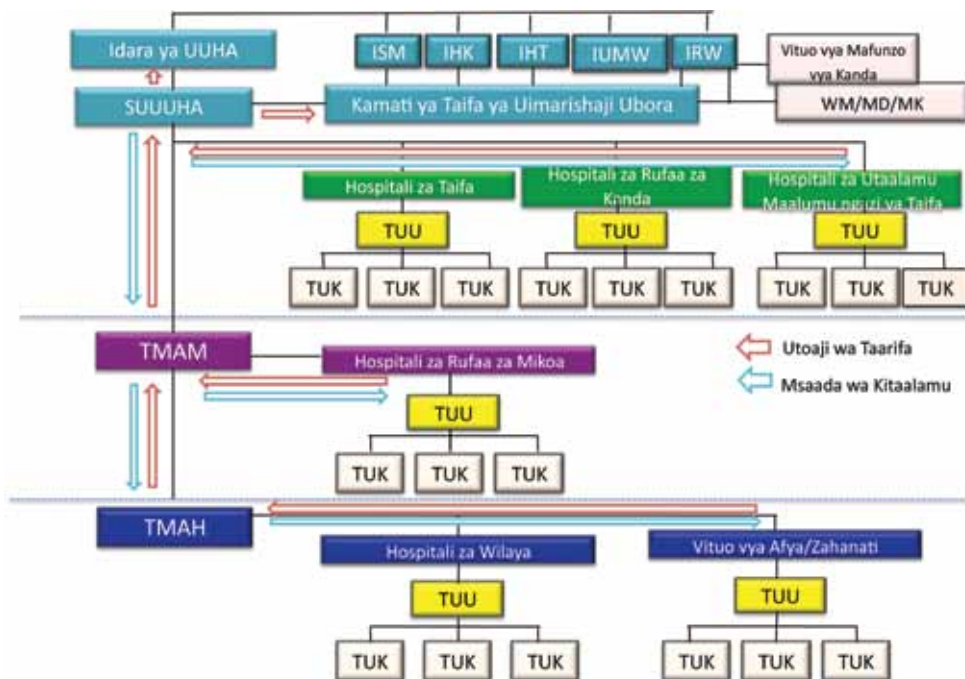 Idara ya UUHA
ISM
IHK
IHT
IUMW
IRW
Vituo vya Mafunzo
vya Kanda
SUUUHA
Kamati ya Taifa ya Uimarishaji Ubora
WM/MD/MK
Hospitali za Taifa
Hospitali za Rufaa za
Kanda
Hospitali za Utaalamu
Maalumu ngazi ya Taifa
TUU
TUU
TUU
TUK
TUK
TUK
TUK
TUK
TUK
TUK
TUK
TUK
TMAM
Hospitali za Rufaa za Mikoa
Utoaji wa Taarifa
Msaada wa Kitaalamu
TUU
TUK
TUK
TUK
TMAH
Hospitali za Wilaya
Vituo vya Afya/Zahanati
TUU
TUU
TUK
TUK
TUK
TUK
TUK
TUK